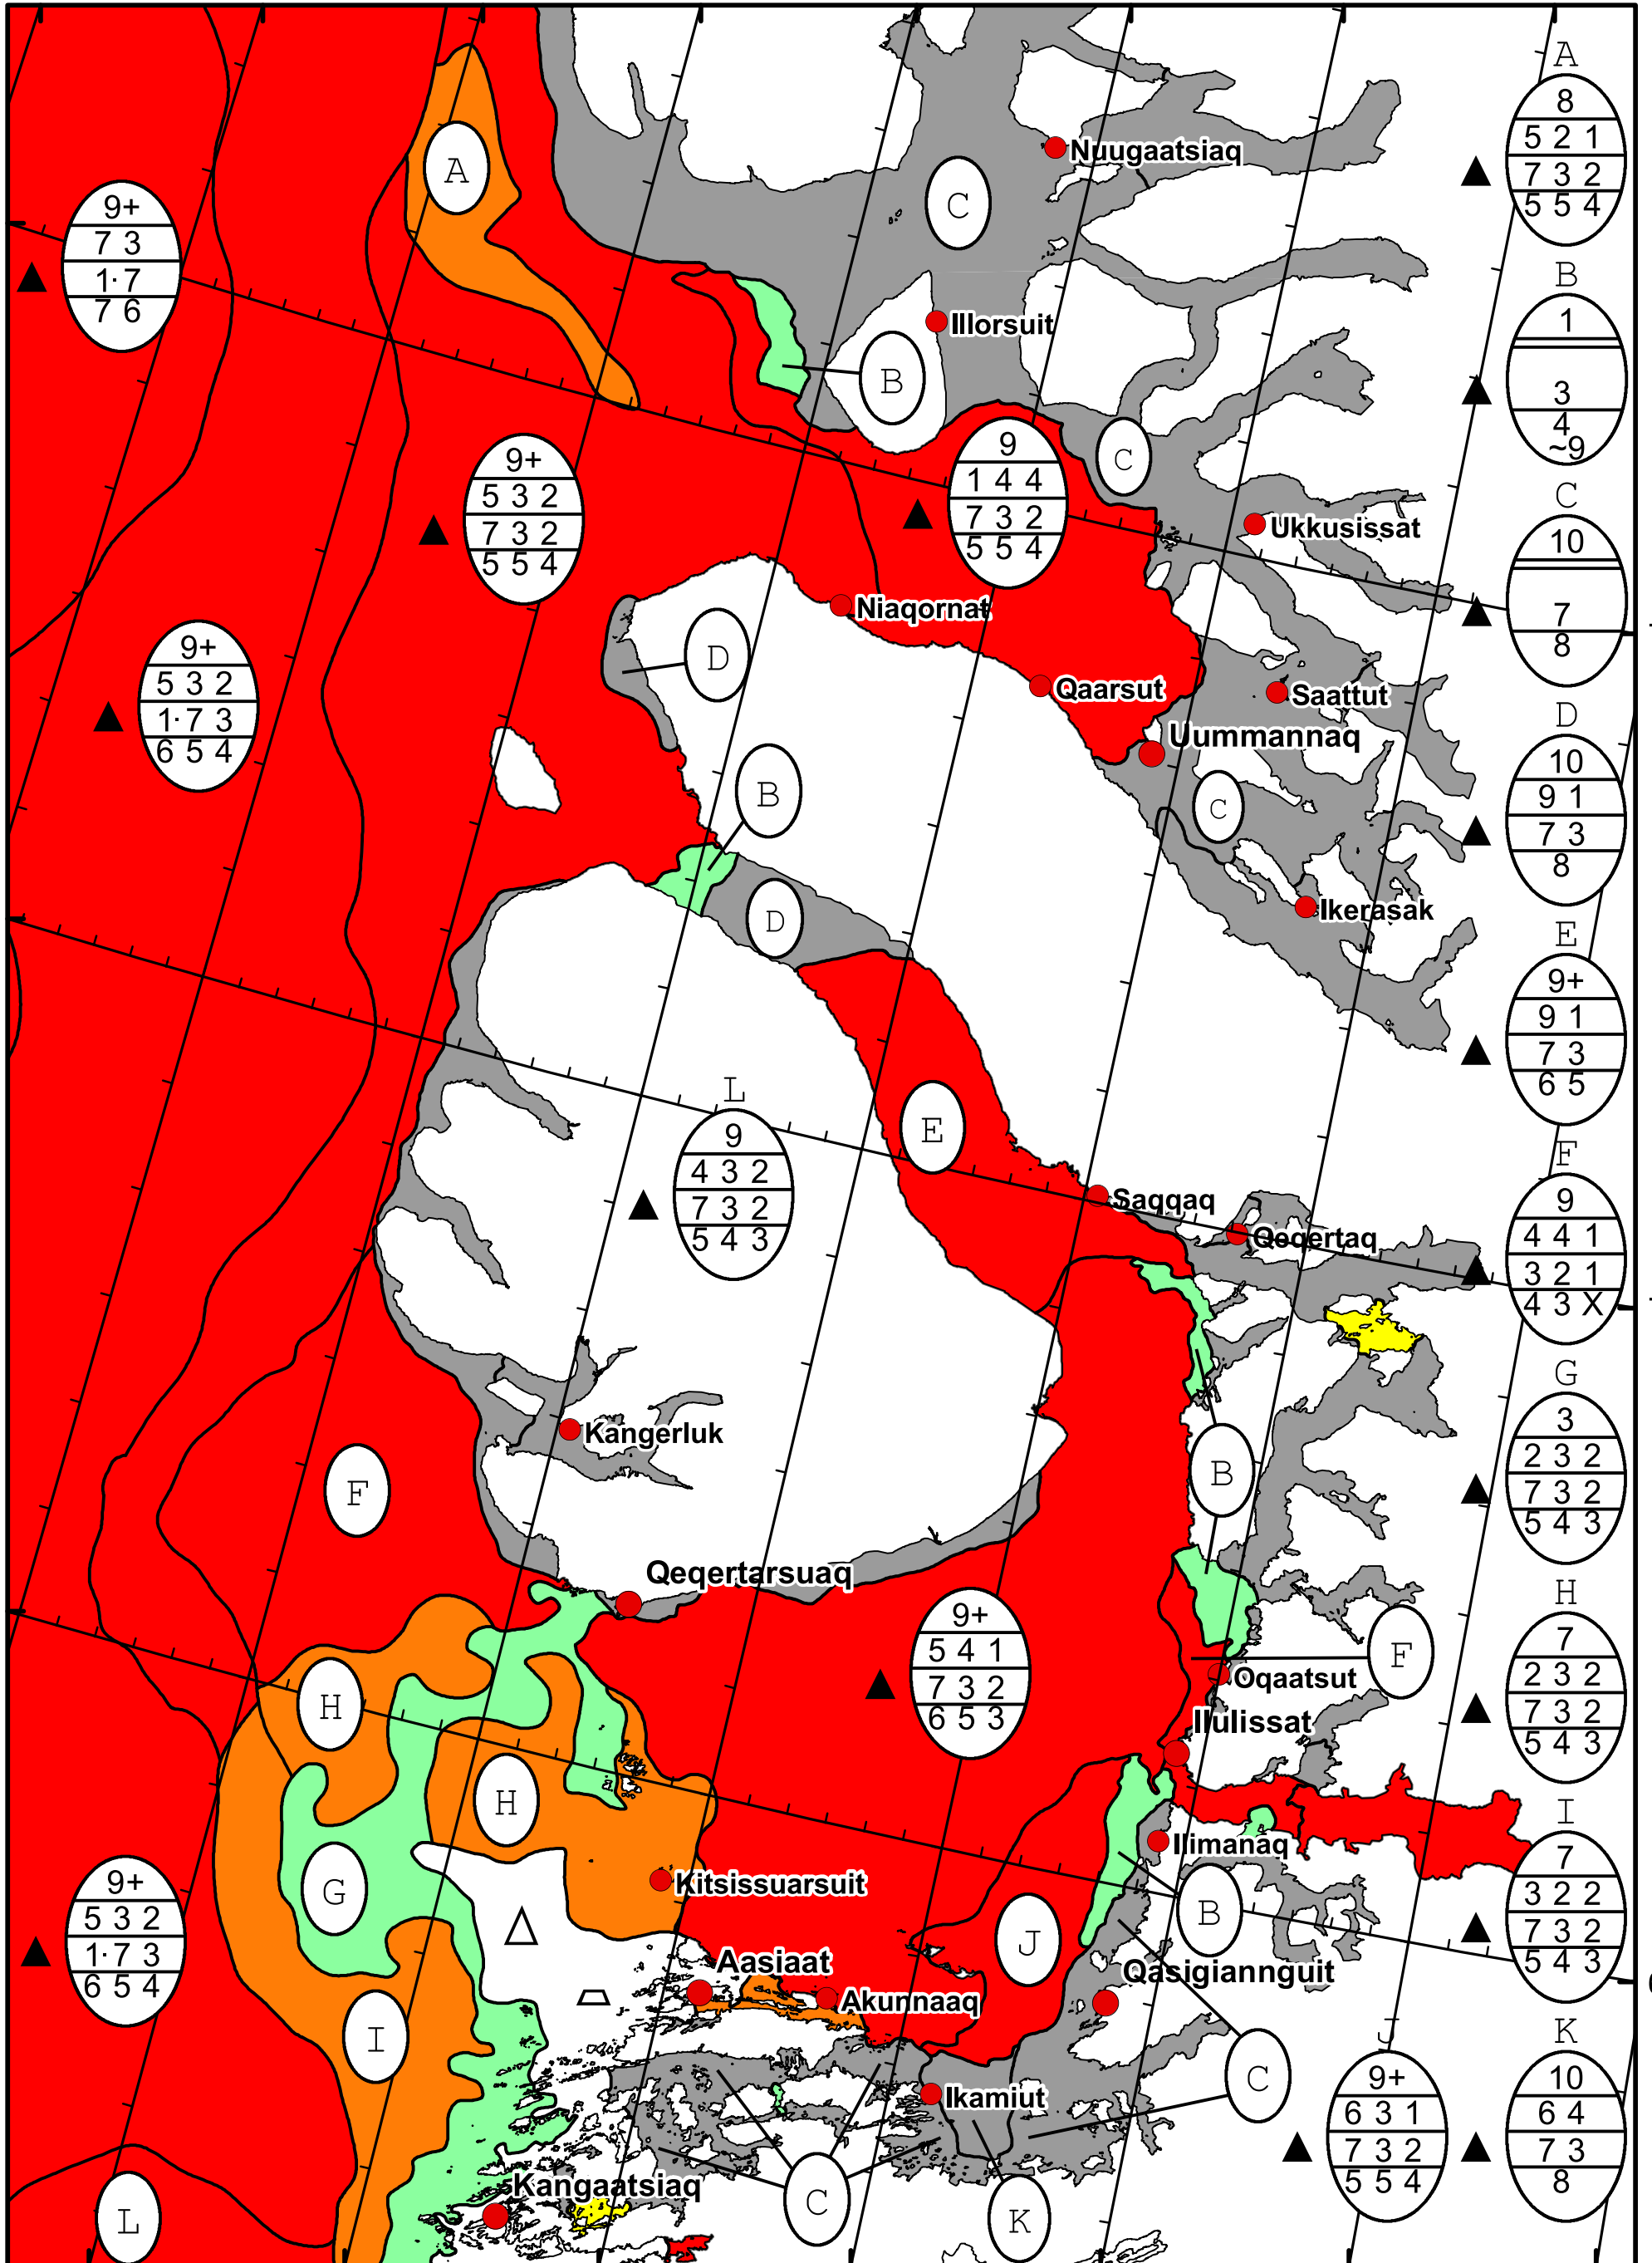 A
8
5 2 1
7 3 2
5 5 4
Nuugaatsiaq
A
C
9+
7 3
1· 7
7 6
B
1
3
4
~9
Illorsuit
B
9+
5 3 2
7 3 2
5 5 4
9
1 4 4
7 3 2
5 5 4
C
C
10
7
8
Ukkusissat
Niaqornat
9+
5 3 2
1· 7 3
6 5 4
D
Qaarsut
Saattut
Uummannaq
D
10
9 1
7 3
8
B
C
D
Ikerasak
E
9+
9 1
7 3
6 5
L
9
4 3 2
7 3 2
5 4 3
E
Saqqaq
Qeqertaq
F
9
4 4 1
3 2 1
4 3 X
Kangerluk
F
B
G
3
2 3 2
7 3 2
5 4 3
Qeqertarsuaq
9+
5 4 1
7 3 2
6 5 3
F
Oqaatsut
Ilulissat
H
7
2 3 2
7 3 2
5 4 3
H
H
Ilimanaq
I
7
3 2 2
7 3 2
5 4 3
G
Kitsissuarsuit
B
J
9+
5 3 2
1· 7 3
6 5 4
Aasiaat
Akunnaaq
Qasigiannguit
I
C
Ikamiut
J
9+
6 3 1
7 3 2
5 5 4
K
10
6 4
7 3
8
Kangaatsiaq
L
C
K